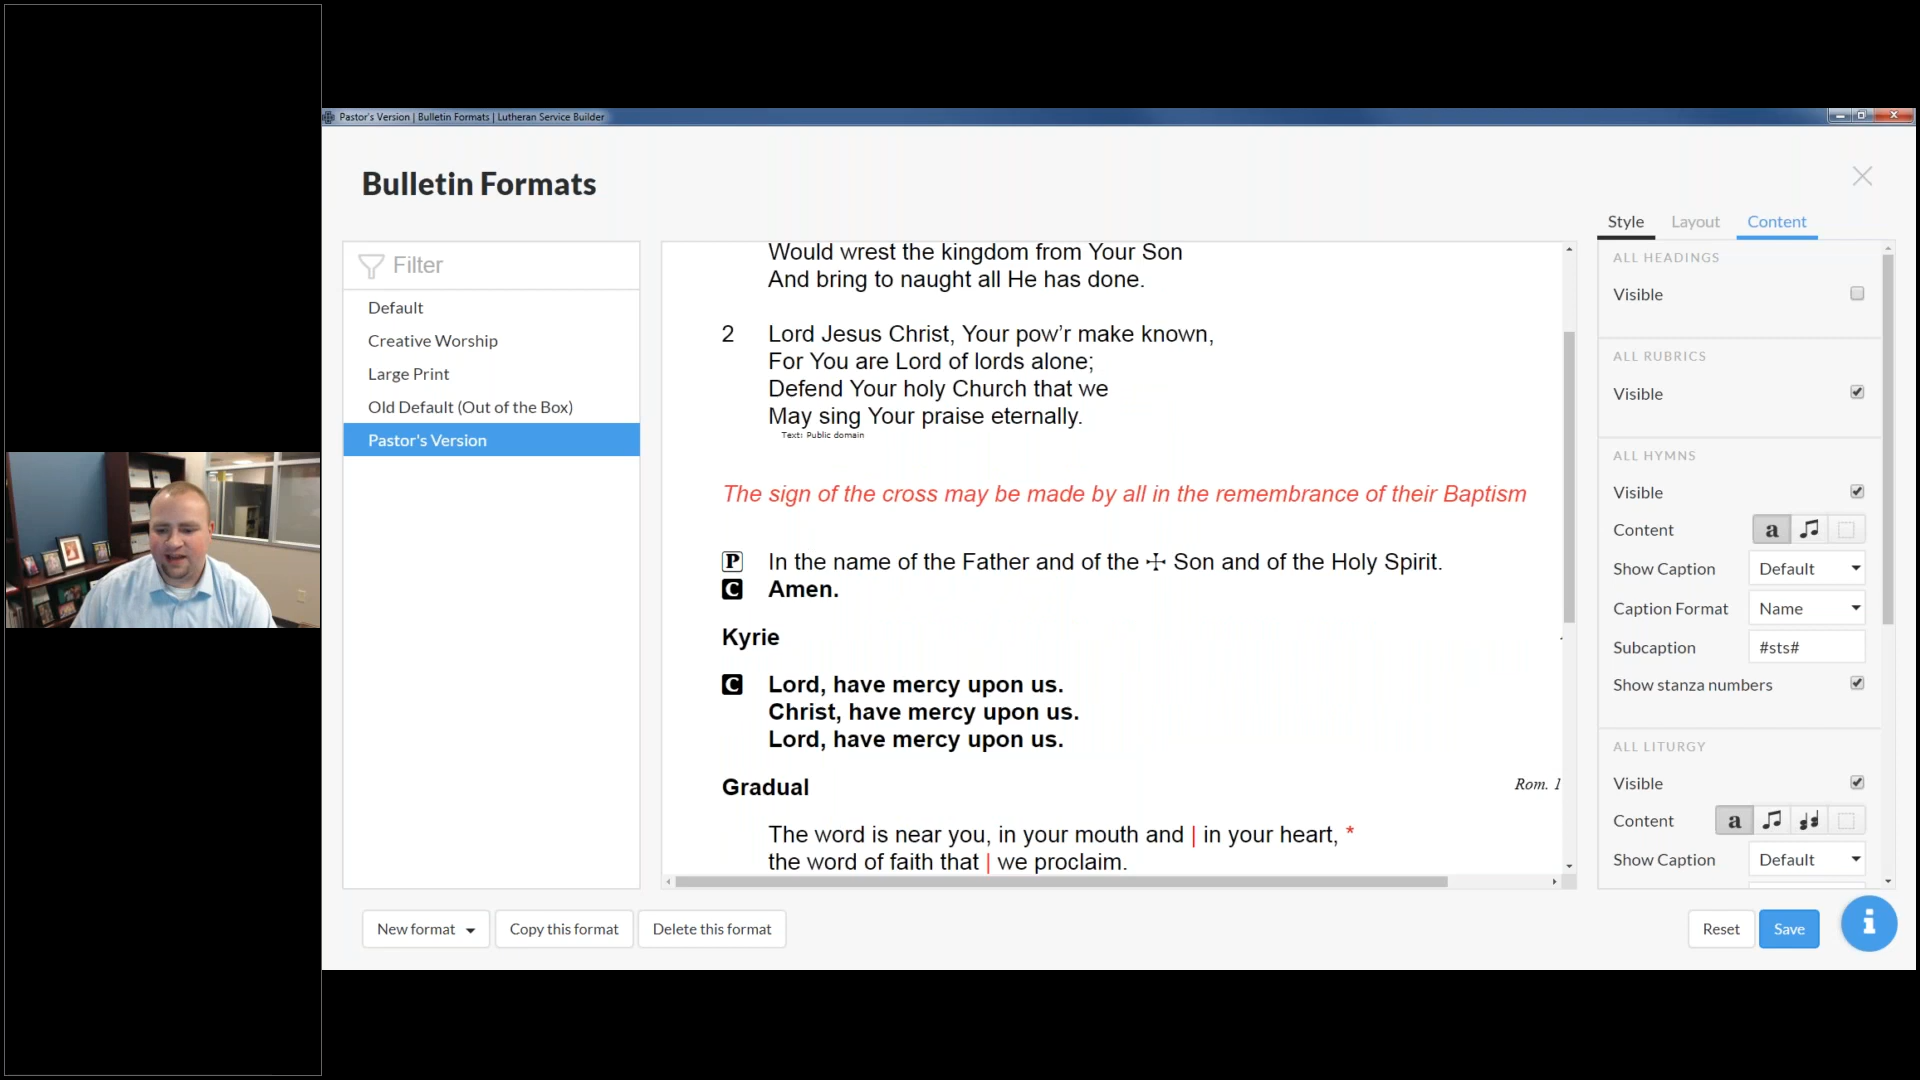 Pastor's Version | Bulletin Formats | Lutheran Service Builder
Bulletin Formats
Style Layout Content
Filter
Default
Creative Worship
Large Print
Old Default (Out of the Box)
Pastor's Version
Would wrest the kingdom from Your Son
And bring to naught all He has done.
2 Lord Jesus Christ, Your pow’r make known,
For You are Lord of lords alone;
Defend Your holy Church that we
May sing Your praise eternally.
Text: Public domain
The sign of the cross may be made by all in the remembrance of their Baptism
P In the name of the Father and of the ☩ Son and of the Holy Spirit.
C Amen.
Kyrie
C Lord, have mercy upon us.
Christ, have mercy upon us.
Lord, have mercy upon us.
Gradual Rom. 1
The word is near you, in your mouth and | in your heart, *
the word of faith that | we proclaim.
ALL HEADINGS
Visible
ALL RUBRICS
Visible
ALL HYMNS
Visible
Content a
Show Caption Default
Caption Format Name
Subcaption #sts#
Show stanza numbers
ALL LITURGY
Visible
Content a
Show Caption Default
New format Copy this format Delete this format Reset Save i